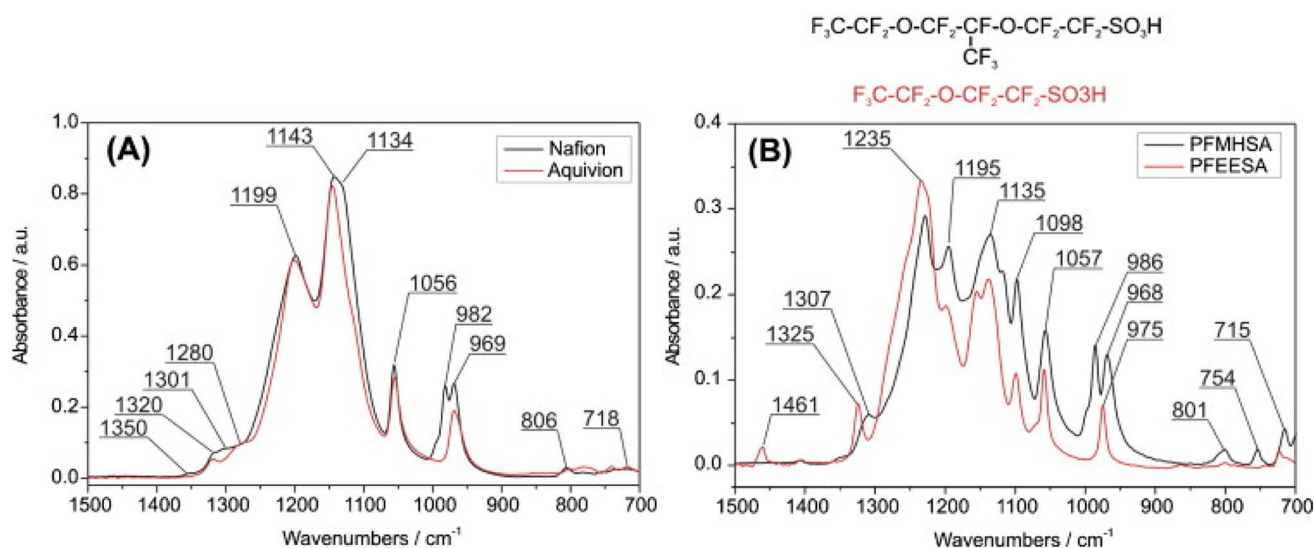 F₃C-CF₂-O-CF₂-CF-O-CF₂-CF₂-SO₃H
CF₃
F₃C-CF₂-O-CF₂-CF₂-SO3H
(A)
Nafion
Aquivion
1143
1134
1199
1056
982
969
1280
1301
1320
1350
806
718
1.0
0.8
0.6
0.4
0.2
0.0
Absorbance / a.u.
1500 1400 1300 1200 1100 1000 900 800 700
Wavenumbers / cm⁻¹
(B)
PFMHSA
PFEESA
1235
1195
1135
1098
1057
986
968
975
1307
1325
1461
715
754
801
0.4
0.3
0.2
0.1
0.0
Absorbance / a.u.
1500 1400 1300 1200 1100 1000 900 800 700
Wavenumbers / cm⁻¹